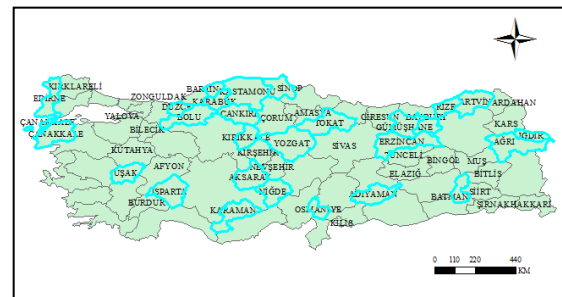 KIRKLARELİ
EDİRNE
ÇANAKKALE
ÇANAKKALE
ZONGULDAK
BARTIN
KASTAMONU
SİNOP
KARABÜK
DÜZCE
BOLU
ÇANKIRI
ÇORUM
AMASYA
TOKAT
GİRESUN
BAYBURT
GÜMÜŞHANE
RİZE
ARTVİN
ARDAHAN
KARS
IĞDIR
AĞRI
YALOVA
BİLECİK
KÜTAHYA
AFYON
UŞAK
ISPARTA
BURDUR
KIRIKKALE
KIRŞEHİR
YOZGAT
SİVAS
ERZİNCAN
TUNCELİ
BİNGÖL
MUŞ
BİTLİS
ELAZIĞ
NEVŞEHİR
AKSARAY
NİĞDE
KARAMAN
OSMANİYE
KİLİS
ADIYAMAN
BATMAN
SİİRT
ŞIRNAK
HAKKARİ
0 110 220 440
KM